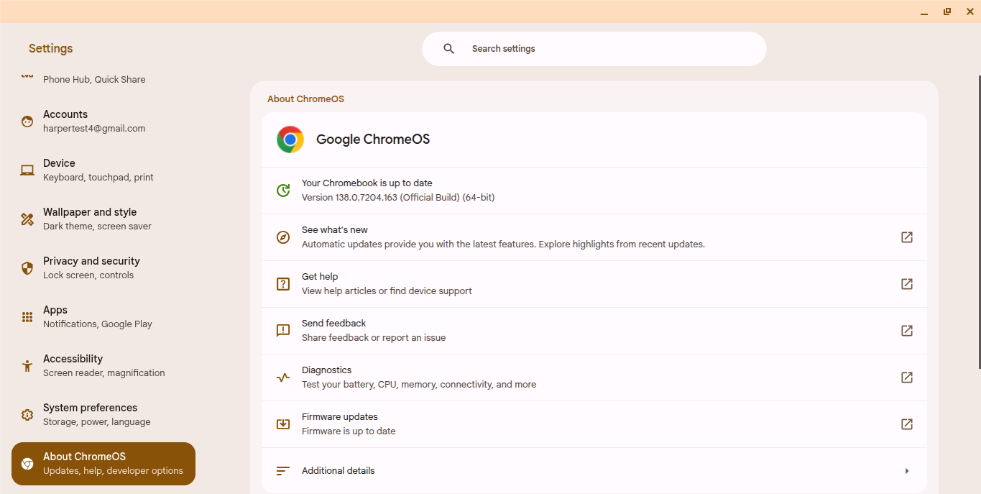 Settings
Search settings
Phone Hub, Quick Share
Accounts
harpertest4@gmail.com
Device
Keyboard, touchpad, print
Wallpaper and style
Dark theme, screen saver
Privacy and security
Lock screen, controls
Apps
Notifications, Google Play
Accessibility
Screen reader, magnification
System preferences
Storage, power, language
About ChromeOS
Updates, help, developer options
About ChromeOS
Google ChromeOS
Your Chromebook is up to date
Version 138.0.7204.163 (Official Build) (64-bit)
See what's new
Automatic updates provide you with the latest features. Explore highlights from recent updates.
Get help
View help articles or find device support
Send feedback
Share feedback or report an issue
Diagnostics
Test your battery, CPU, memory, connectivity, and more
Firmware updates
Firmware is up to date
Additional details